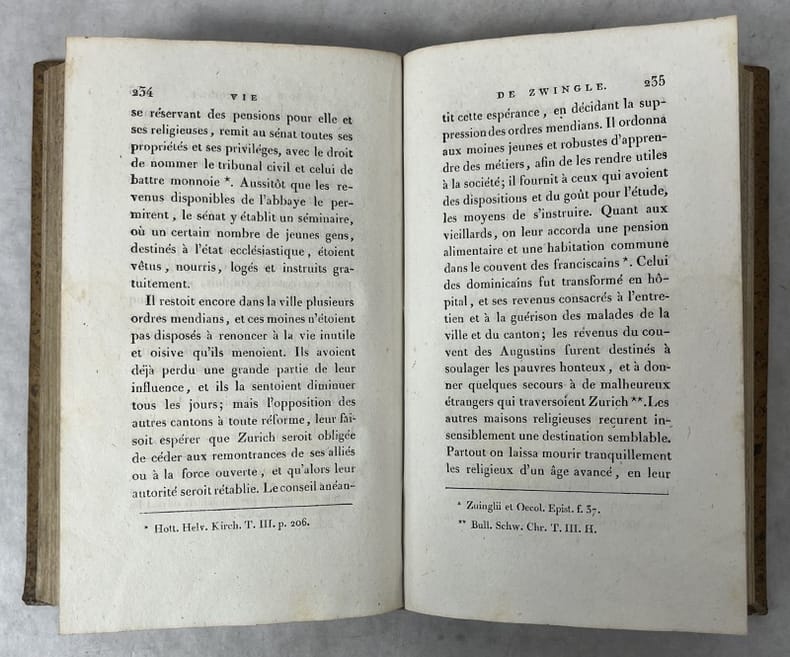 234
VIE
se réservant des pensions pour elle et
ses religieuses, remit au sénat toutes ses
propriétés et ses priviléges, avec le droit
de nommer le tribunal civil et celui de
battre monnoie *. Aussitôt que les re-
venus disponibles de l'abbaye le per-
mirent, le sénat y établit un séminaire,
où un certain nombre de jeunes gens,
destinés à l'état ecclésiastique, étoient
vêtus, nourris, logés et instruits gra-
tuitement.
Il restoit encore dans la ville plusieurs
ordres mendians, et ces moines n'étoient
pas disposés à renoncer à la vie inutile
et oisive qu'ils menoient. Ils avoient
déjà perdu une grande partie de leur
influence, et ils la sentoient diminuer
tous les jours; mais l'opposition des
autres cantons à toute réforme, leur fai-
soit espérer que Zurich seroit obligée
de céder aux remontrances de ses alliés
ou à la force ouverte, et qu'alors leur
autorité seroit rétablie. Le conseil anéan-
* Hott. Helv. Kirch. T. III. p. 206.
DE ZWINGLE.
235
tit cette espérance, en décidant la sup-
pression des ordres mendians. Il ordonna
aux moines jeunes et robustes d'appren-
dre des métiers, afin de les rendre utiles
à la société; il fournit à ceux qui avoient
des dispositions et du goût pour l'étude,
les moyens de s'instruire. Quant aux
vieillards, on leur accorda une pension
alimentaire et une habitation commune
dans le couvent des franciscains *. Celui
des dominicains fut transformé en hô-
pital, et ses revenus consacrés à l'entre-
tien et à la guérison des malades de la
ville et du canton; les révenus du cou-
vent des Augustins furent destinés à
soulager les pauvres honteux, et à don-
ner quelques secours à de malheureux
étrangers qui traversoient Zurich **. Les
autres maisons religieuses reçurent in-
sensiblement une destination semblable.
Partout on laissa mourir tranquillement
les religieux d'un âge avancé, en leur
* Zuinglii et Oecol. Epist. f. 37.
** Bull. Schw. Chr. T. III. H.